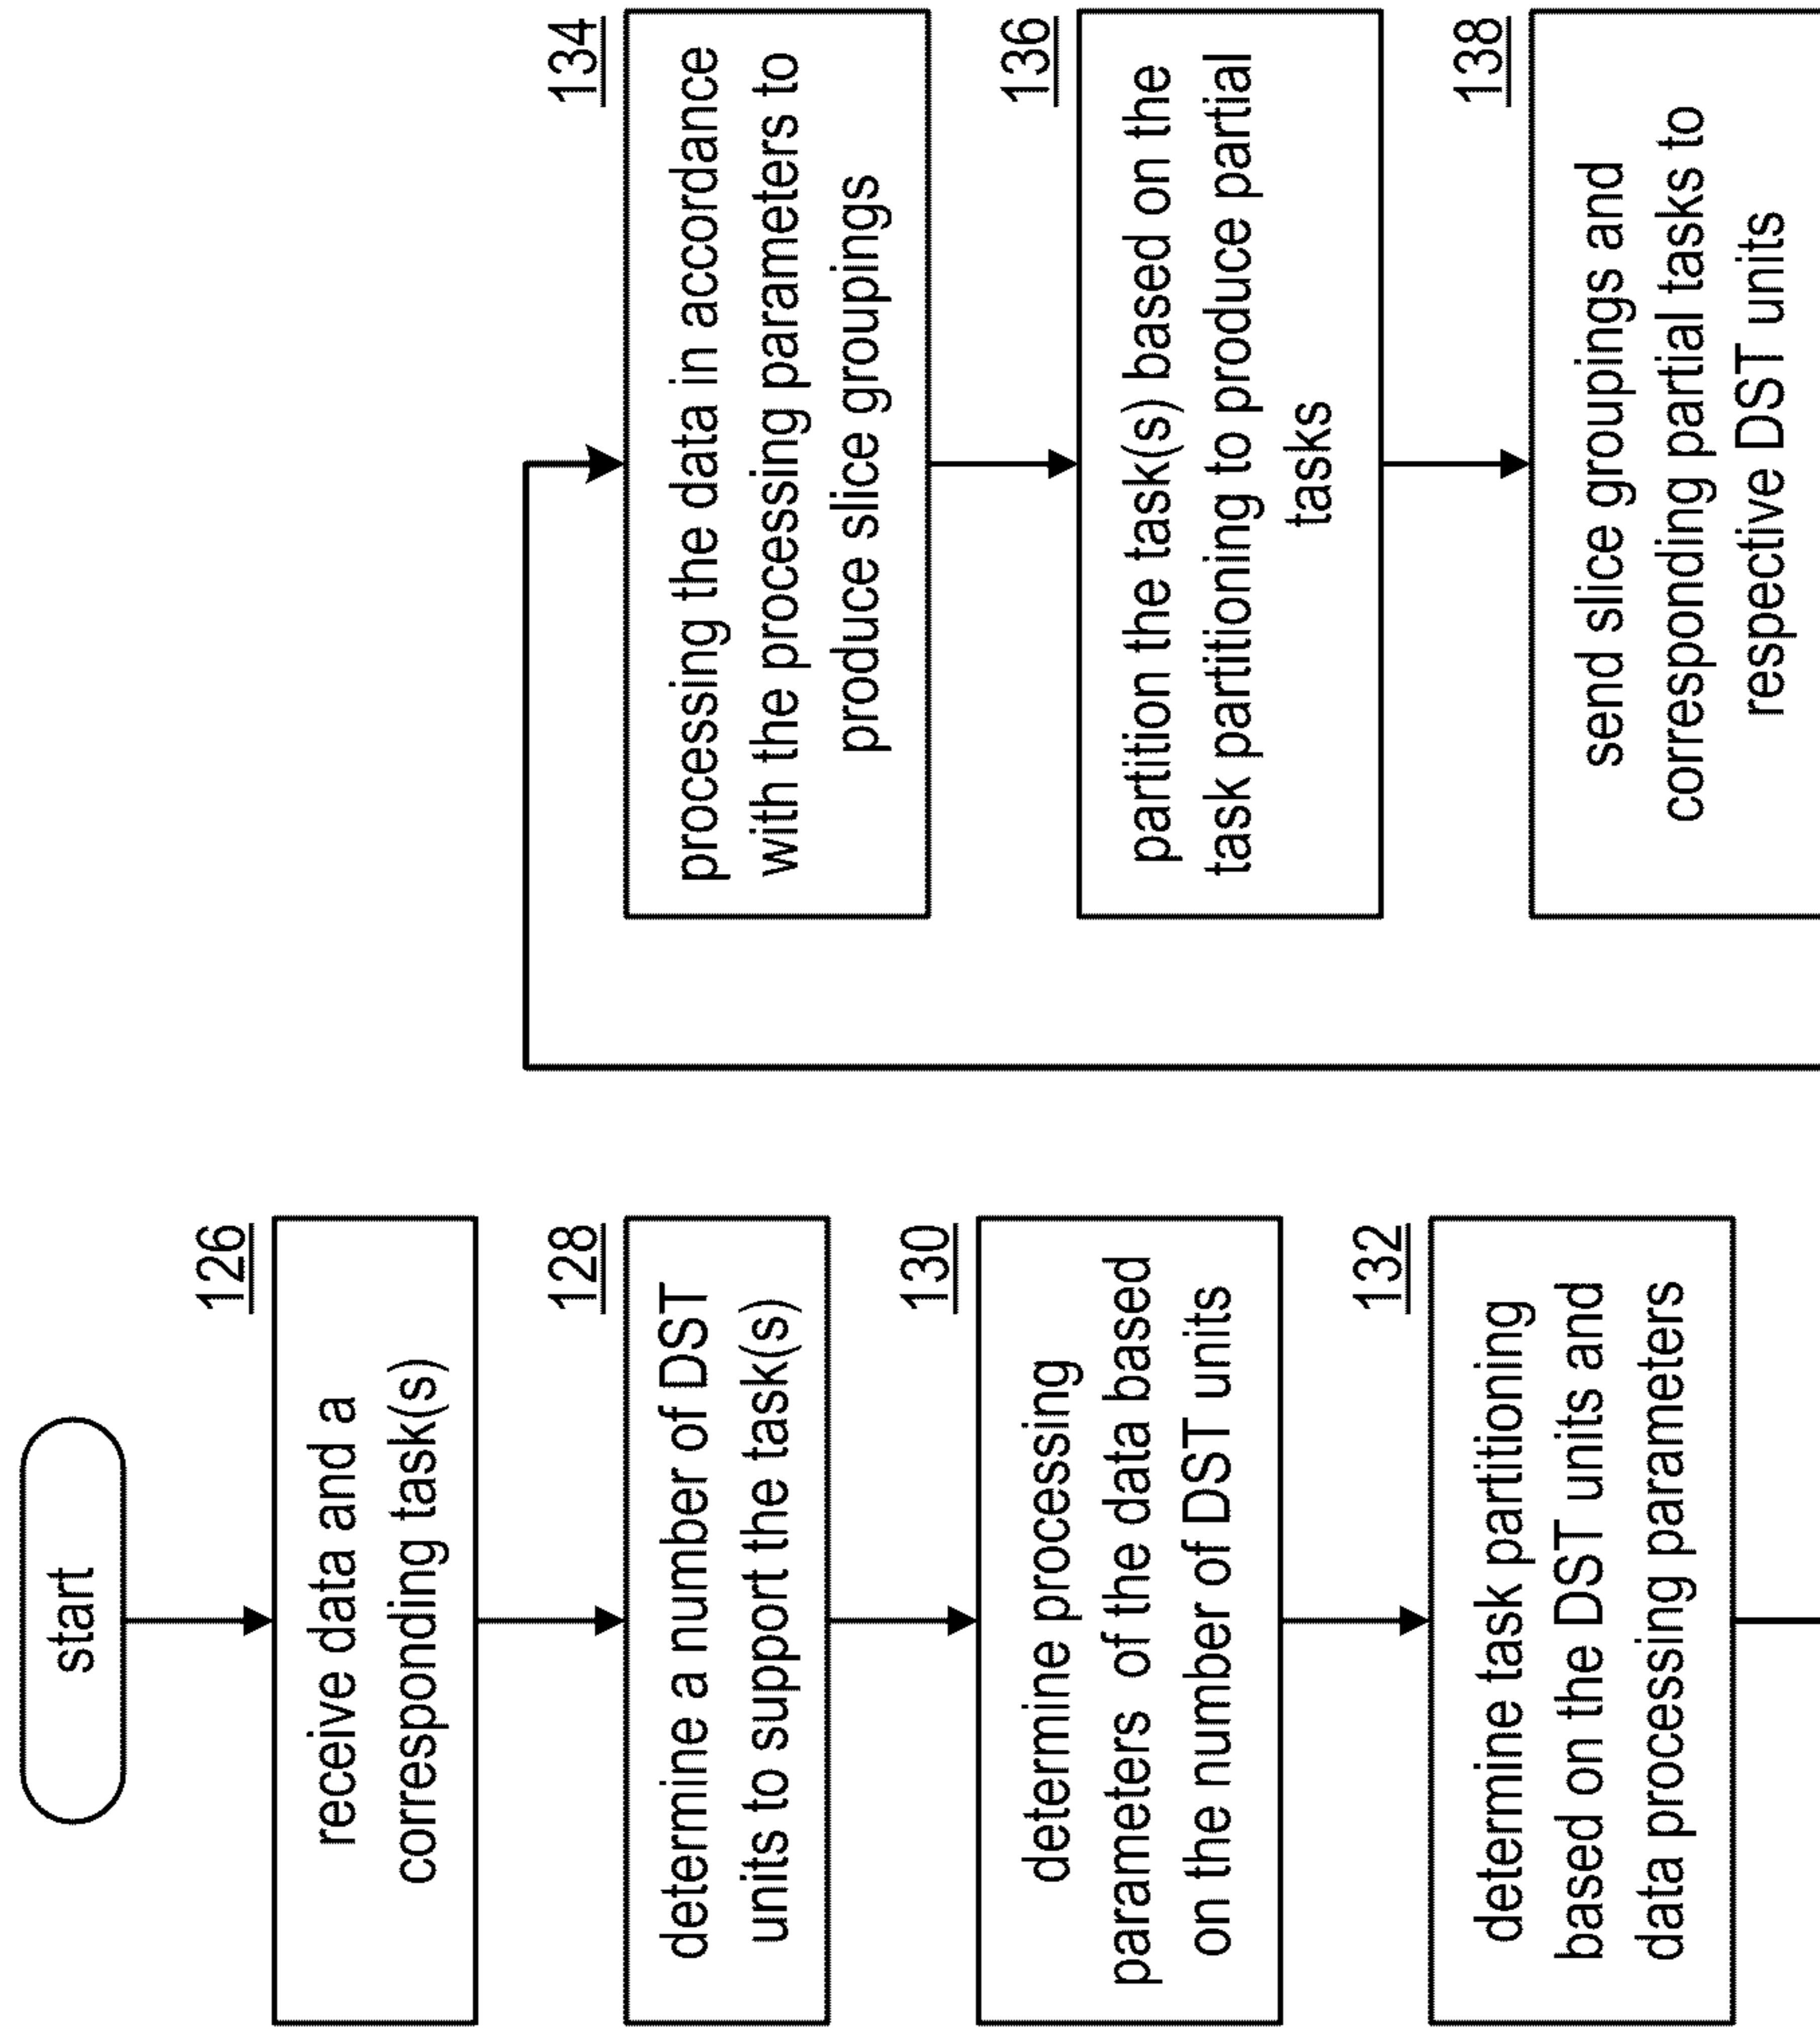 start
126
receive data and a
corresponding task(s)
128
determine a number of DST
units to support the task(s)
130
determine processing
parameters of the data based
on the number of DST units
132
determine task partitioning
based on the DST units and
data processing parameters
134
processing the data in accordance
with the processing parameters to
produce slice groupings
136
partition the task(s) based on the
task partitioning to produce partial
tasks
138
send slice groupings and
corresponding partial tasks to
respective DST units